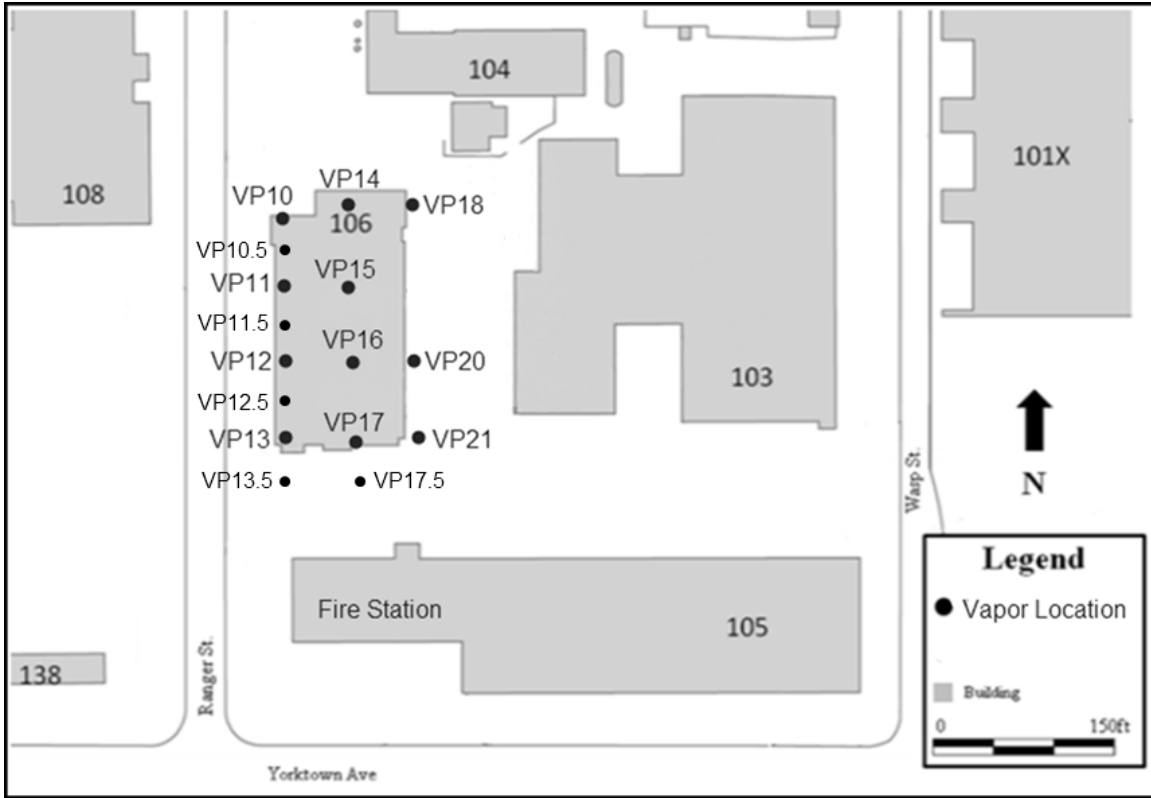 104
101X
108
VP14
VP10
VP18
106
VP10.5
VP11
VP15
VP11.5
VP12
VP16
VP20
103
VP12.5
VP13
VP17
VP21
VP13.5
VP17.5
Wasp St.
N
Legend
Vapor Location
Fire Station
105
138
Ranger St.
Building
0 150ft
Yorktown Ave